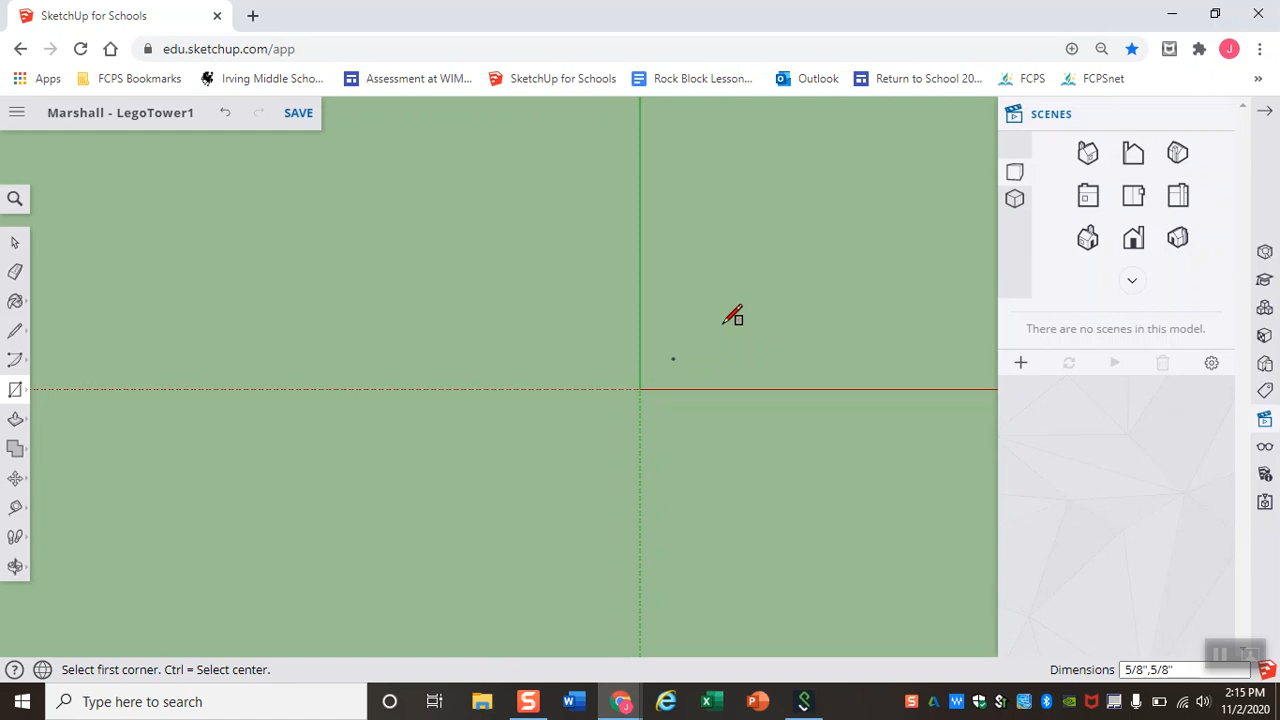 SketchUp for Schools
edu.sketchup.com/app
J
Apps
FCPS Bookmarks
Irving Middle Schoo...
Assessment at WIM...
SketchUp for Schools
Rock Block Lesson...
Outlook
Return to School 20...
FCPS
FCPSnet
»
Marshall - LegoTower1
SAVE
SCENES
There are no scenes in this model.
Select first corner. Ctrl = Select center.
Dimensions
5/8",5/8"
Type here to search
2:15 PM
11/2/2020